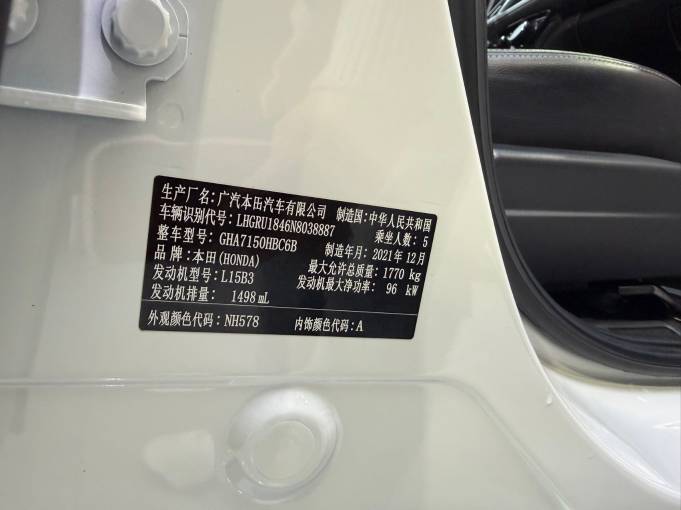 生产厂名:广汽本田汽车有限公司 制造国:中华人民共和国
车辆识别代号:LHGRU1846N8038887 乘坐人数:5
整车型号:GHA7150HBC6B 制造年月:2021年12月
品牌:本田(HONDA) 最大允许总质量:1770 kg
发动机型号:L15B3 发动机最大净功率: 96 kW
发动机排量: 1498 mL
外观颜色代码:NH578 内饰颜色代码:A